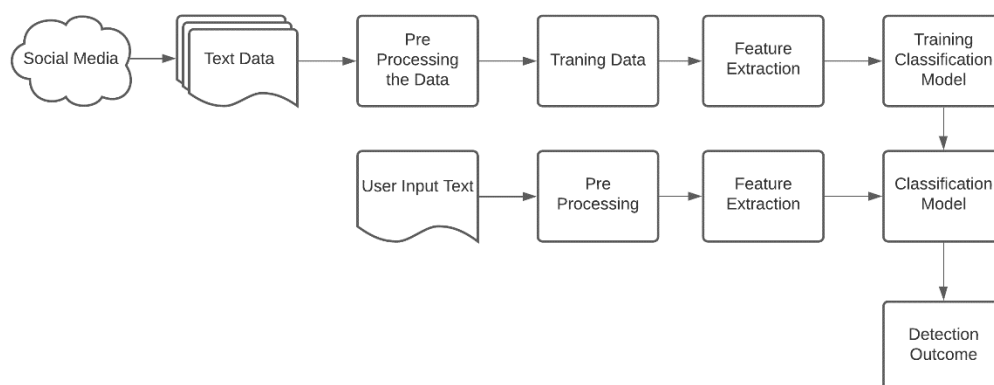 Social Media
Text Data
Pre
Processing
the Data
Traning Data
Feature
Extraction
Training
Classification
Model
User Input Text
Pre
Processing
Feature
Extraction
Classification
Model
Detection
Outcome